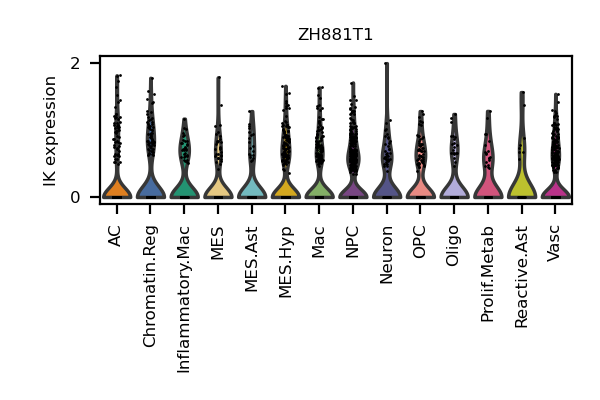 ZH881T1
IK expression
2
0
AC
Chromatin.Reg
Inflammatory.Mac
MES
MES.Ast
MES.Hyp
Mac
NPC
Neuron
OPC
Oligo
Prolif.Metab
Reactive.Ast
Vasc